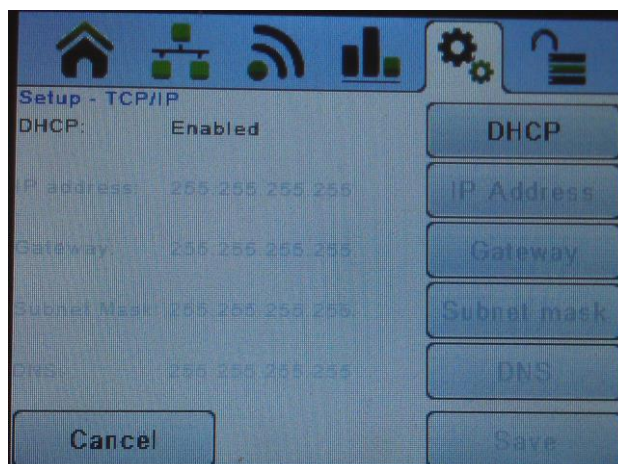 Setup - TCP/IP
DHCP: Enabled
DHCP
IP address: 255.255.255.255
IP Address
Gateway: 255.255.255.255
Gateway
Subnet Mask: 255.255.255.255
Subnet mask
DNS: 255.255.255.255
DNS
Cancel
Save